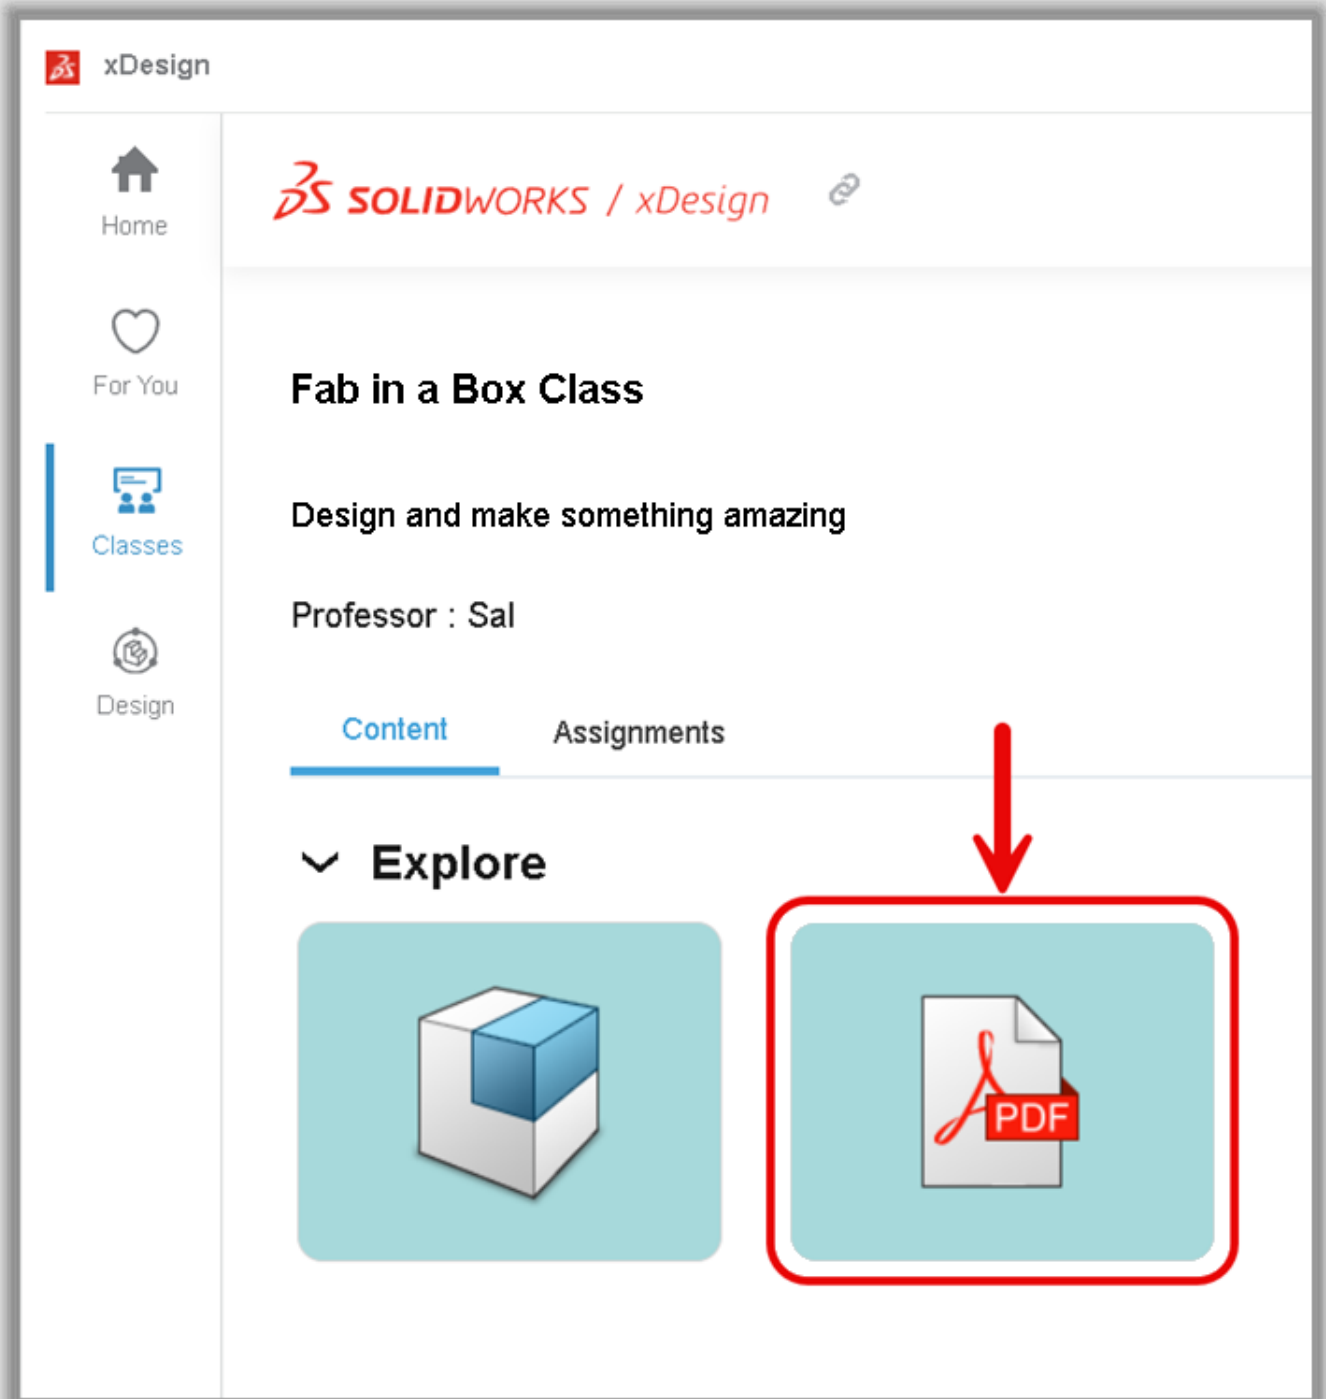 xDesign
Home
SOLIDWORKS / xDesign
For You
Fab in a Box Class
Design and make something amazing
Classes
Professor : Sal
Design
Content
Assignments
Explore
PDF